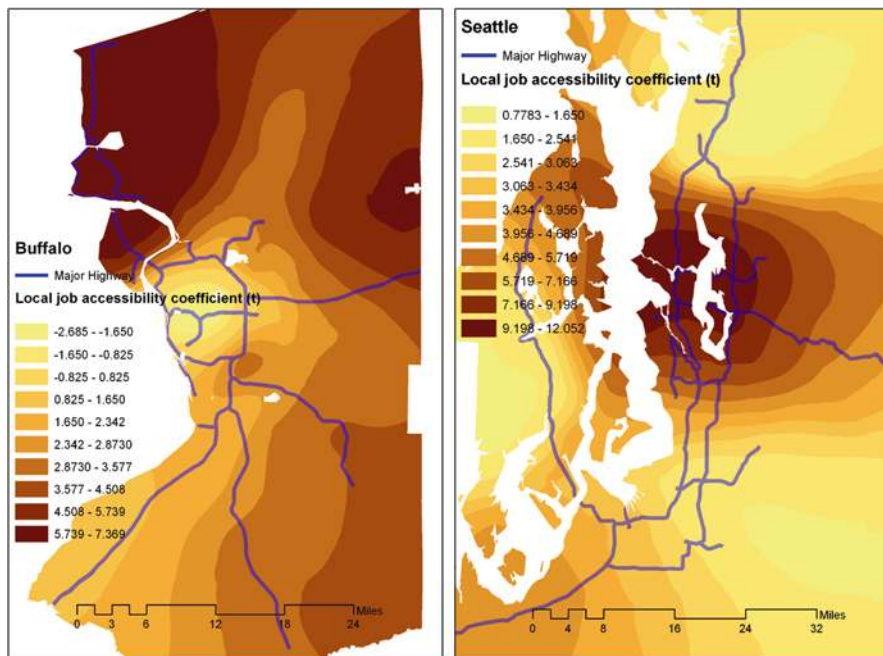 Buffalo
Major Highway
Local job accessibility coefficient (t)
-2.685 - -1.650
-1.650 - -0.825
-0.825 - 0.825
0.825 - 1.650
1.650 - 2.342
2.342 - 2.8730
2.8730 - 3.577
3.577 - 4.508
4.508 - 5.739
5.739 - 7.369
Miles
0 3 6 12 18 24
Seattle
Major Highway
Local job accessibility coefficient (t)
0.7783 - 1.650
1.650 - 2.541
2.541 - 3.063
3.063 - 3.434
3.434 - 3.956
3.956 - 4.689
4.689 - 5.719
5.719 - 7.166
7.166 - 9.198
9.198 - 12.052
Miles
0 2 4 8 16 24 32